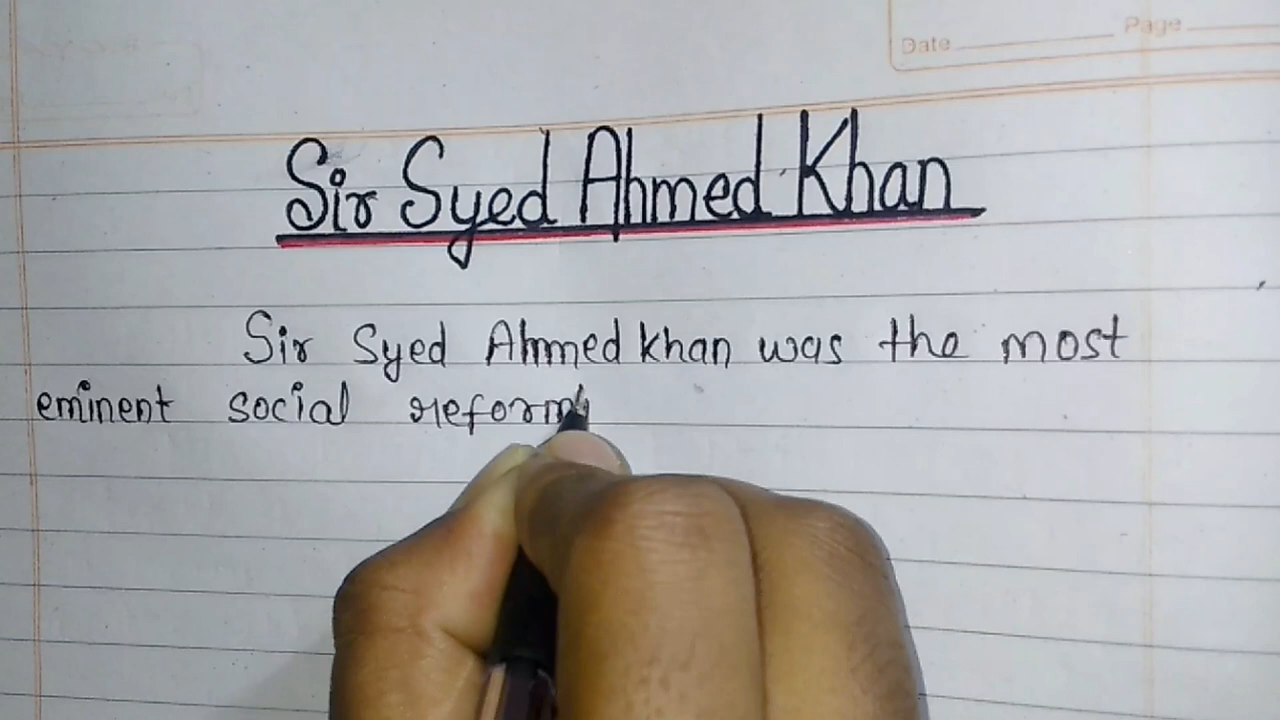 Page
Date
Sir Syed Ahmed Khan
Sir Syed Ahmed Khan was the most
eminent social reform